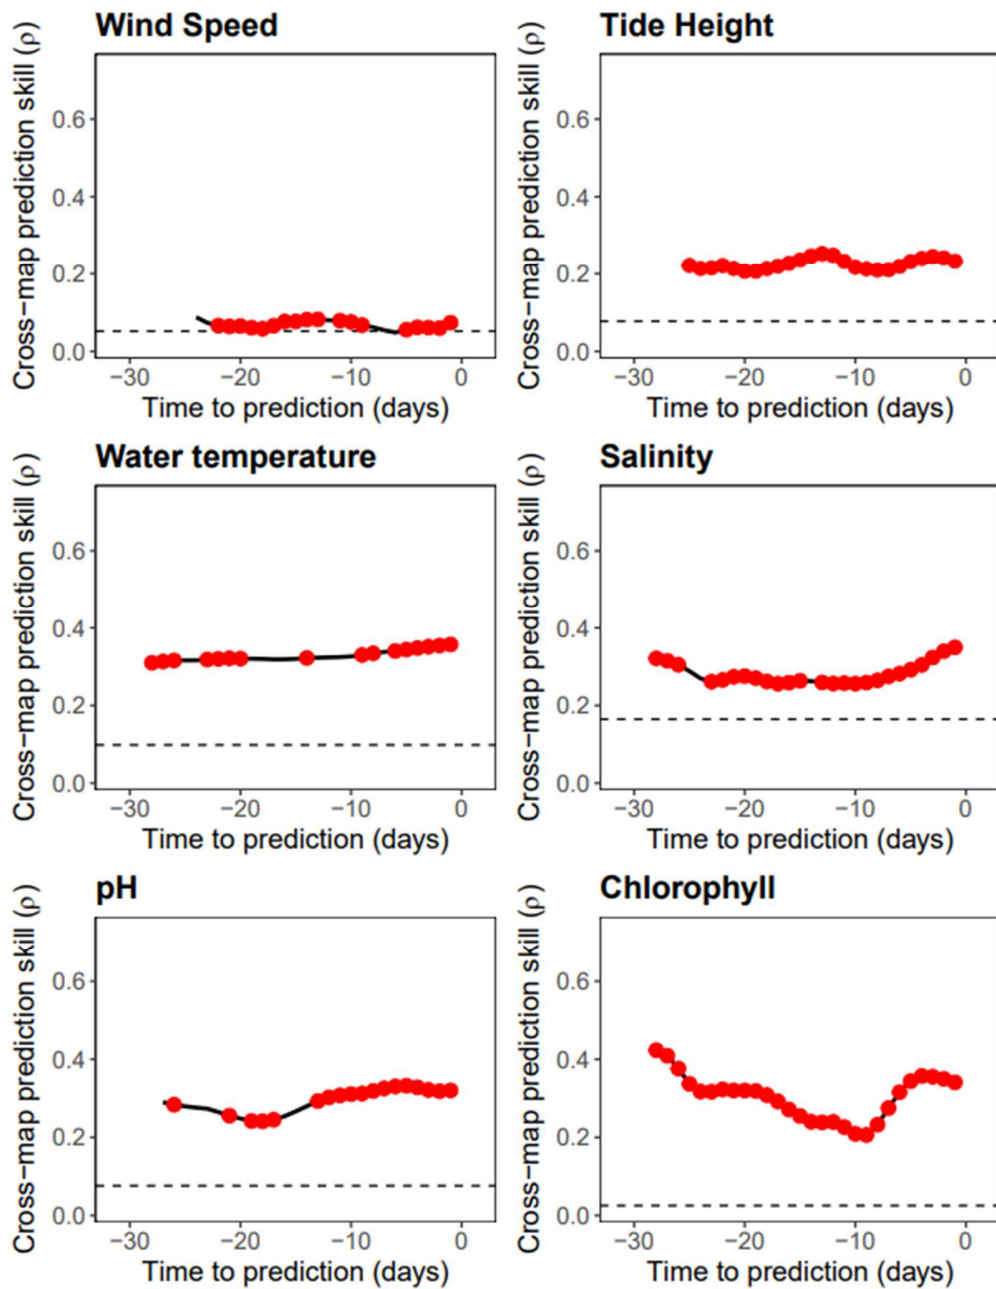 Wind Speed
Cross−map prediction skill (ρ)
0.6
0.4
0.2
0.0
−30 −20 −10 0
Time to prediction (days)
Tide Height
Cross−map prediction skill (ρ)
0.6
0.4
0.2
0.0
−30 −20 −10 0
Time to prediction (days)
Water temperature
Cross−map prediction skill (ρ)
0.6
0.4
0.2
0.0
−30 −20 −10 0
Time to prediction (days)
Salinity
Cross−map prediction skill (ρ)
0.6
0.4
0.2
0.0
−30 −20 −10 0
Time to prediction (days)
pH
Cross−map prediction skill (ρ)
0.6
0.4
0.2
0.0
−30 −20 −10 0
Time to prediction (days)
Chlorophyll
Cross−map prediction skill (ρ)
0.6
0.4
0.2
0.0
−30 −20 −10 0
Time to prediction (days)